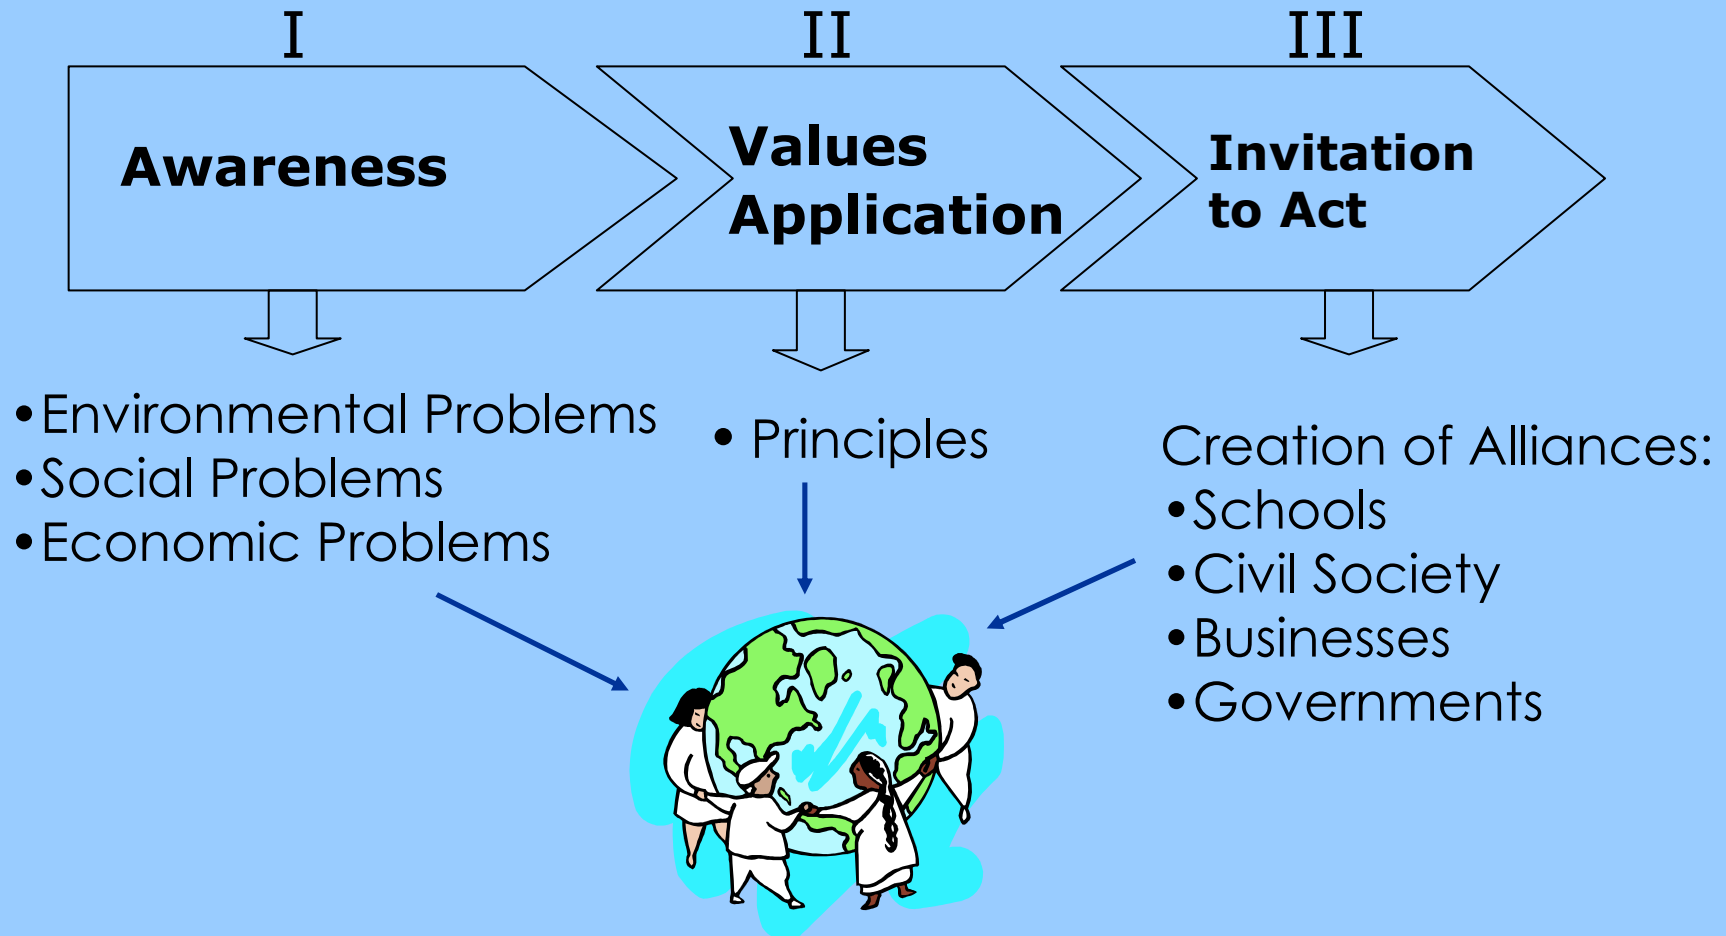 I
II
III
Awareness
Values
Application
Invitation
to Act
•Environmental Problems
•Social Problems
•Economic Problems
• Principles
Creation of Alliances:
•Schools
•Civil Society
•Businesses
•Governments